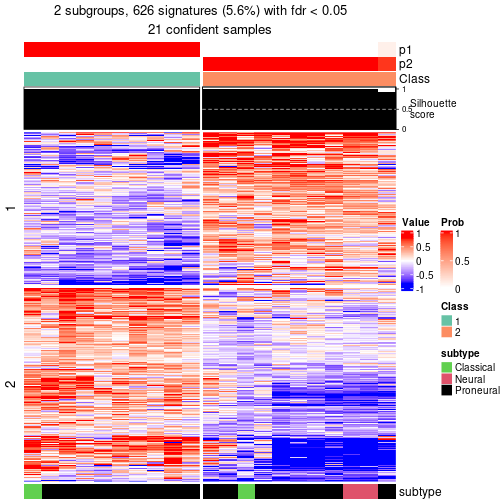 2 subgroups, 626 signatures (5.6%) with fdr < 0.05
21 confident samples
p1
p2
Class
1
0.5
0
Silhouette
score
1
2
Value
1
0.5
0
-0.5
-1
Prob
1
0.5
0
Class
1
2
subtype
Classical
Neural
Proneural
subtype